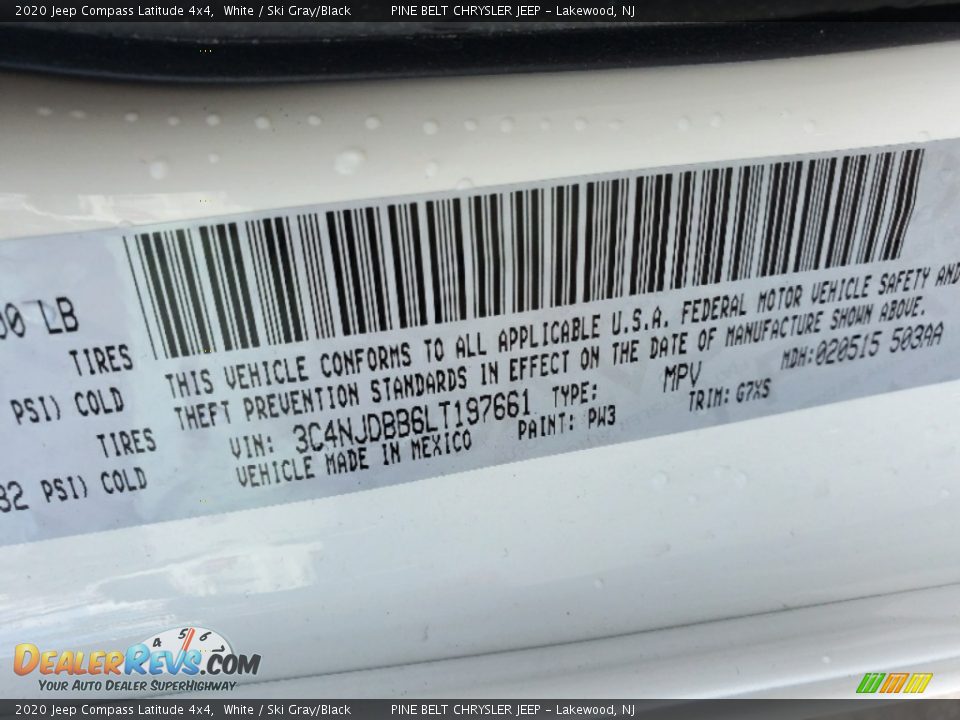 2020 Jeep Compass Latitude 4x4, White / Ski Gray/Black PINE BELT CHRYSLER JEEP - Lakewood, NJ
00 LB
TIRES
PSI) COLD
TIRES
32 PSI) COLD
THIS VEHICLE CONFORMS TO ALL APPLICABLE U.S.A. FEDERAL MOTOR VEHICLE SAFETY AND
THEFT PREVENTION STANDARDS IN EFFECT ON THE DATE OF MANUFACTURE SHOWN ABOVE.
VIN: 3C4NJDBB6LT197661 TYPE: MPV MDH:020515 503AA
VEHICLE MADE IN MEXICO PAINT: PW3 TRIM: G7XS
4 5 6
DEALERREVS.COM
YOUR AUTO DEALER SUPERHIGHWAY
2020 Jeep Compass Latitude 4x4, White / Ski Gray/Black PINE BELT CHRYSLER JEEP - Lakewood, NJ